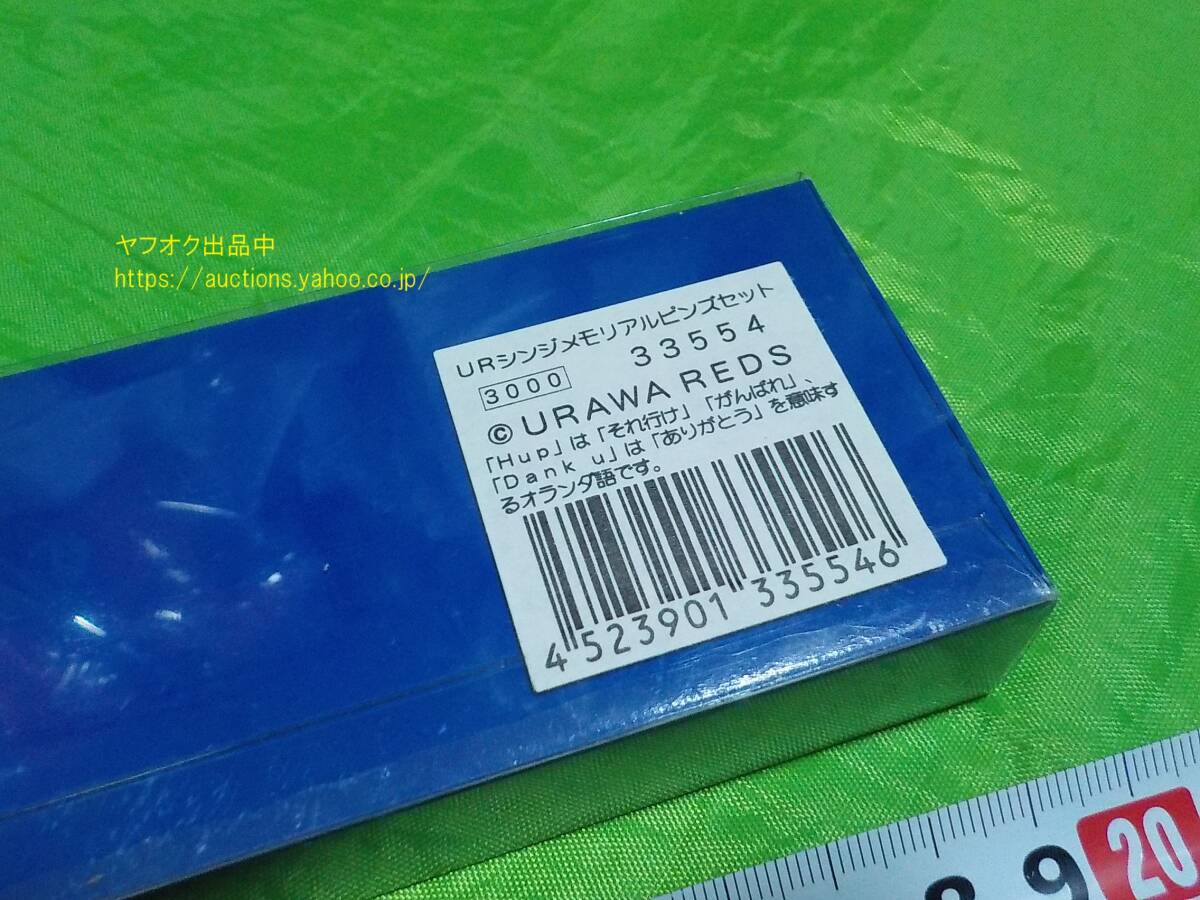 ヤフオク出品中
https://auctions.yahoo.co.jp/
URシンジメモリアルピンズセット
3000 33554
© URAWA REDS
「Hup」は「それ行け」「がんばれ」、
「Dank u」は「ありがとう」を意味す
るオランダ語です。
4 523901 335546
8 9 20